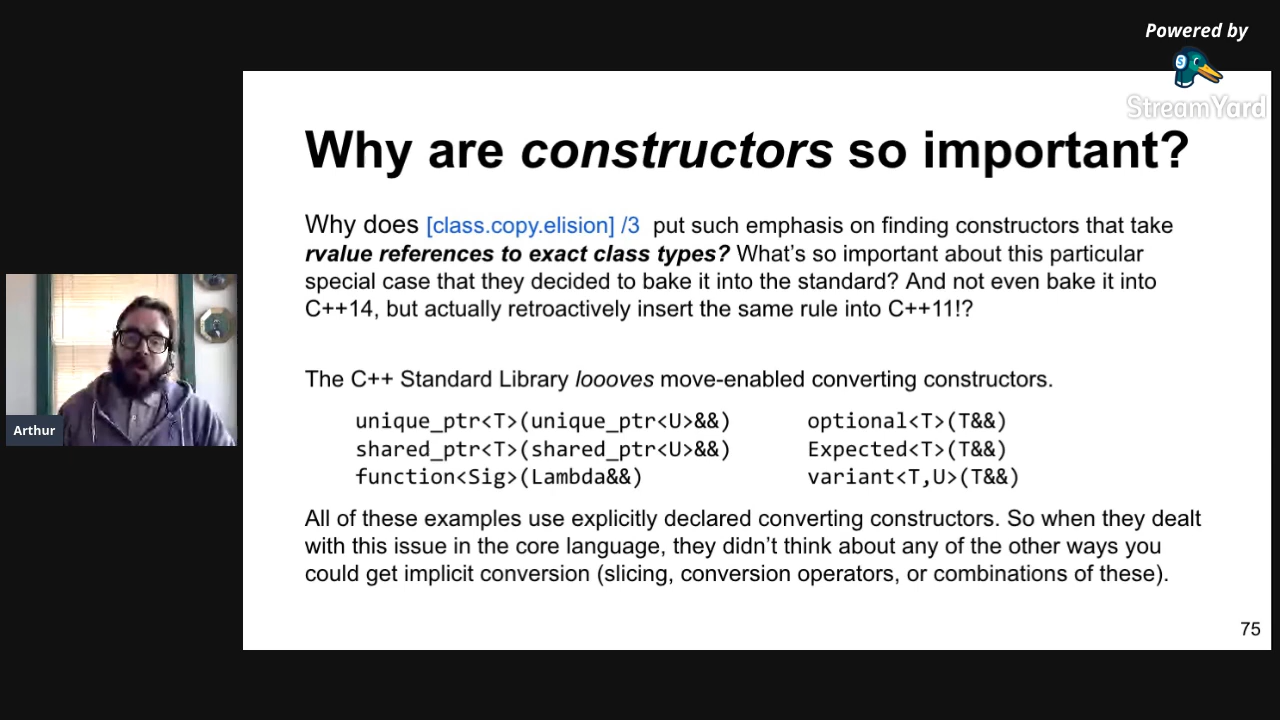 Powered by
StreamYard
Why are constructors so important?
Why does [class.copy.elision] /3 put such emphasis on finding constructors that take
rvalue references to exact class types? What's so important about this particular
special case that they decided to bake it into the standard? And not even bake it into
C++14, but actually retroactively insert the same rule into C++11!?
The C++ Standard Library loooves move-enabled converting constructors.
unique_ptr<T>(unique_ptr<U>&&) optional<T>(T&&)
shared_ptr<T>(shared_ptr<U>&&) Expected<T>(T&&)
function<Sig>(Lambda&&) variant<T,U>(T&&)
All of these examples use explicitly declared converting constructors. So when they dealt
with this issue in the core language, they didn't think about any of the other ways you
could get implicit conversion (slicing, conversion operators, or combinations of these).
75
Arthur